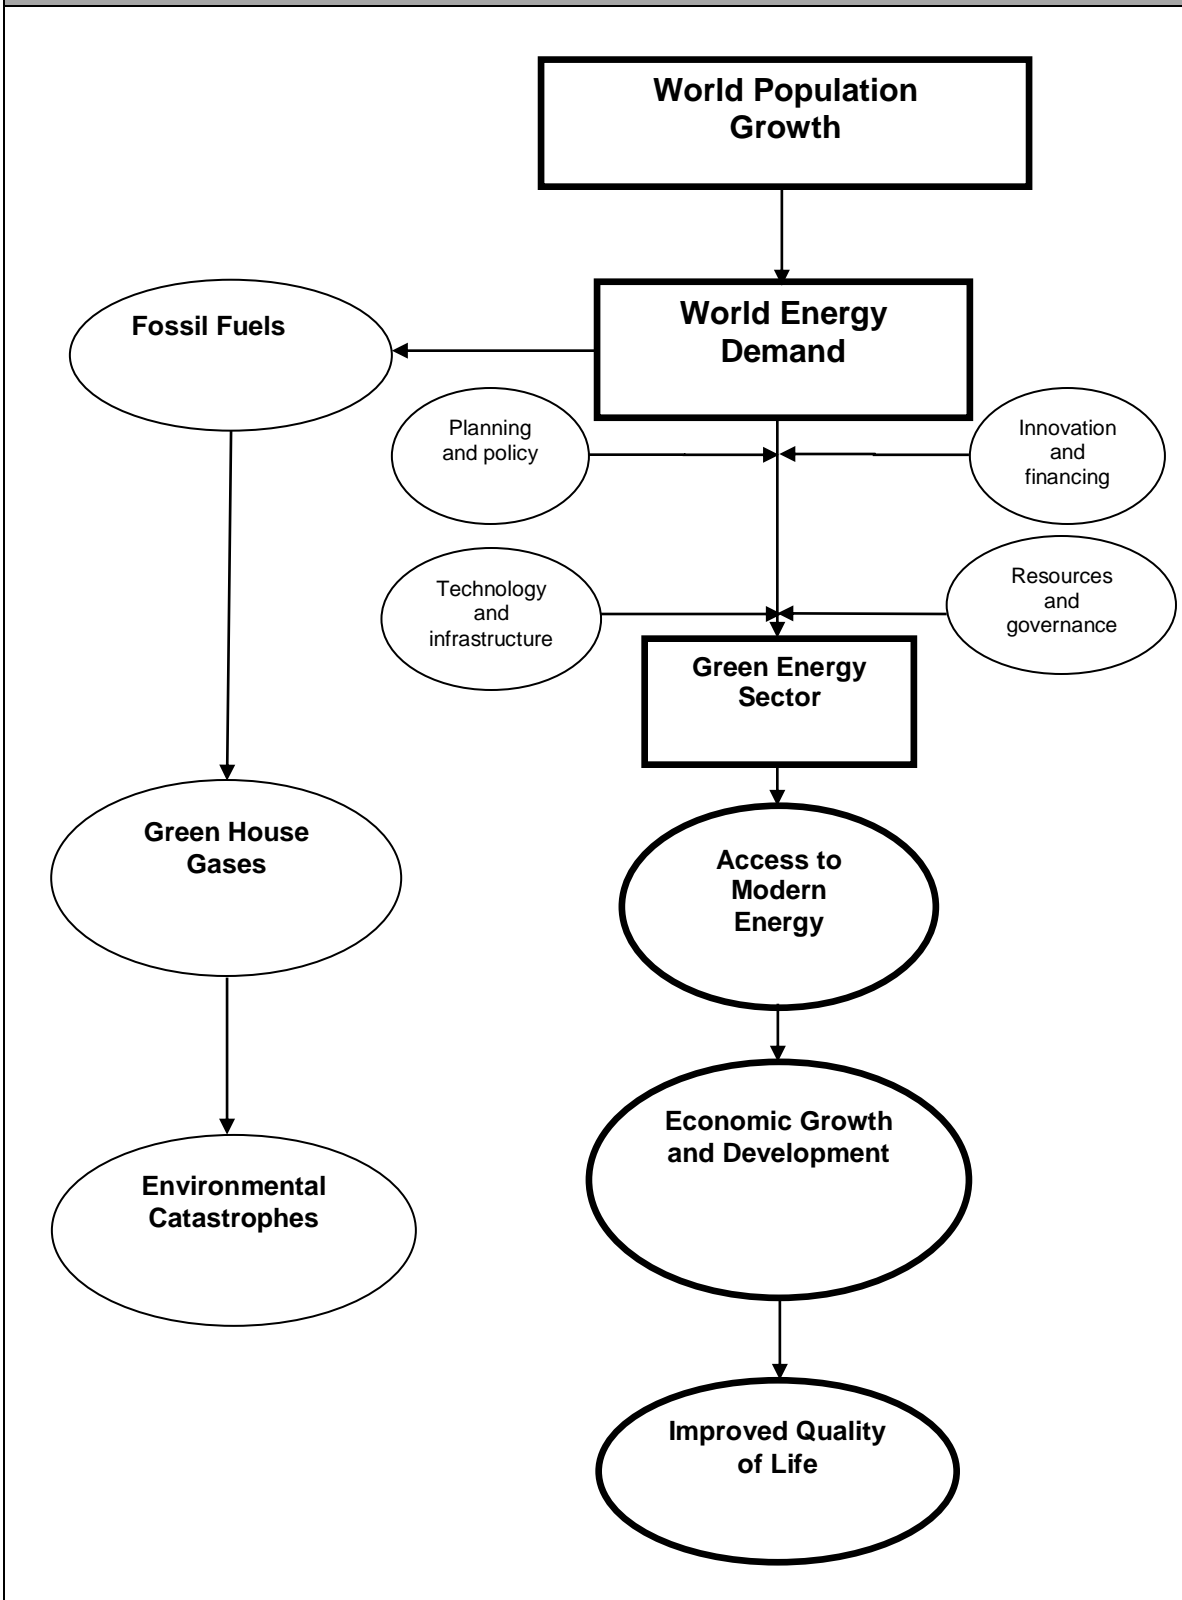 World Population
Growth
World Energy
Demand
Fossil Fuels
Planning
and policy
Innovation
and
financing
Technology
and
infrastructure
Resources
and
governance
Green Energy
Sector
Green House
Gases
Access to
Modern
Energy
Economic Growth
and Development
Environmental
Catastrophes
Improved Quality
of Life